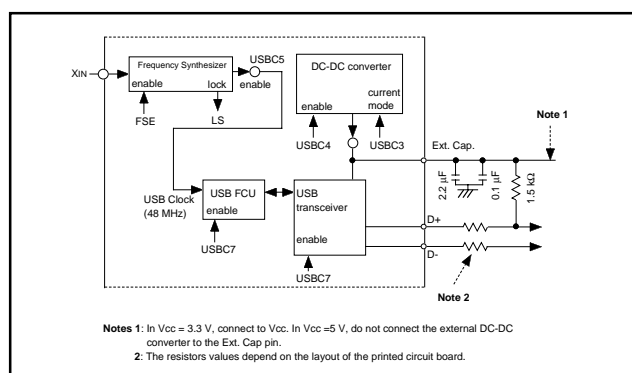 Frequency Synthesizer
USBC5
XIN
enable
lock
enable
FSE
LS
DC-DC converter
current
mode
enable
USBC4
USBC3
Note 1
Ext. Cap.
2.2 µF
0.1 µF
1.5 kΩ
USB Clock
(48 MHz)
USB FCU
enable
USBC7
USB
transceiver
enable
USBC7
D+
D-
Note 2
Notes 1: In Vcc = 3.3 V, connect to Vcc. In Vcc =5 V, do not connect the external DC-DC
converter to the Ext. Cap pin.
2: The resistors values depend on the layout of the printed circuit board.